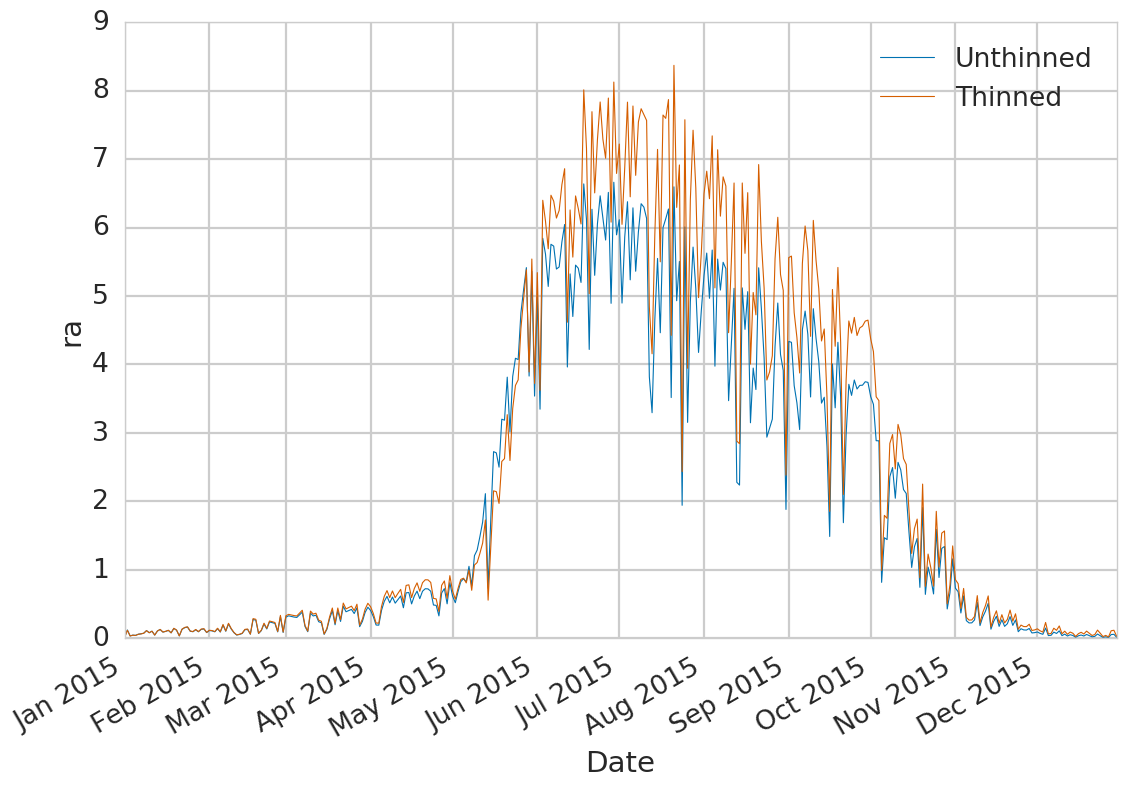 9
8
7
6
5
4
3
2
1
0
ra
Unthinned
Thinned
Jan 2015
Feb 2015
Mar 2015
Apr 2015
May 2015
Jun 2015
Jul 2015
Aug 2015
Sep 2015
Oct 2015
Nov 2015
Dec 2015
Date